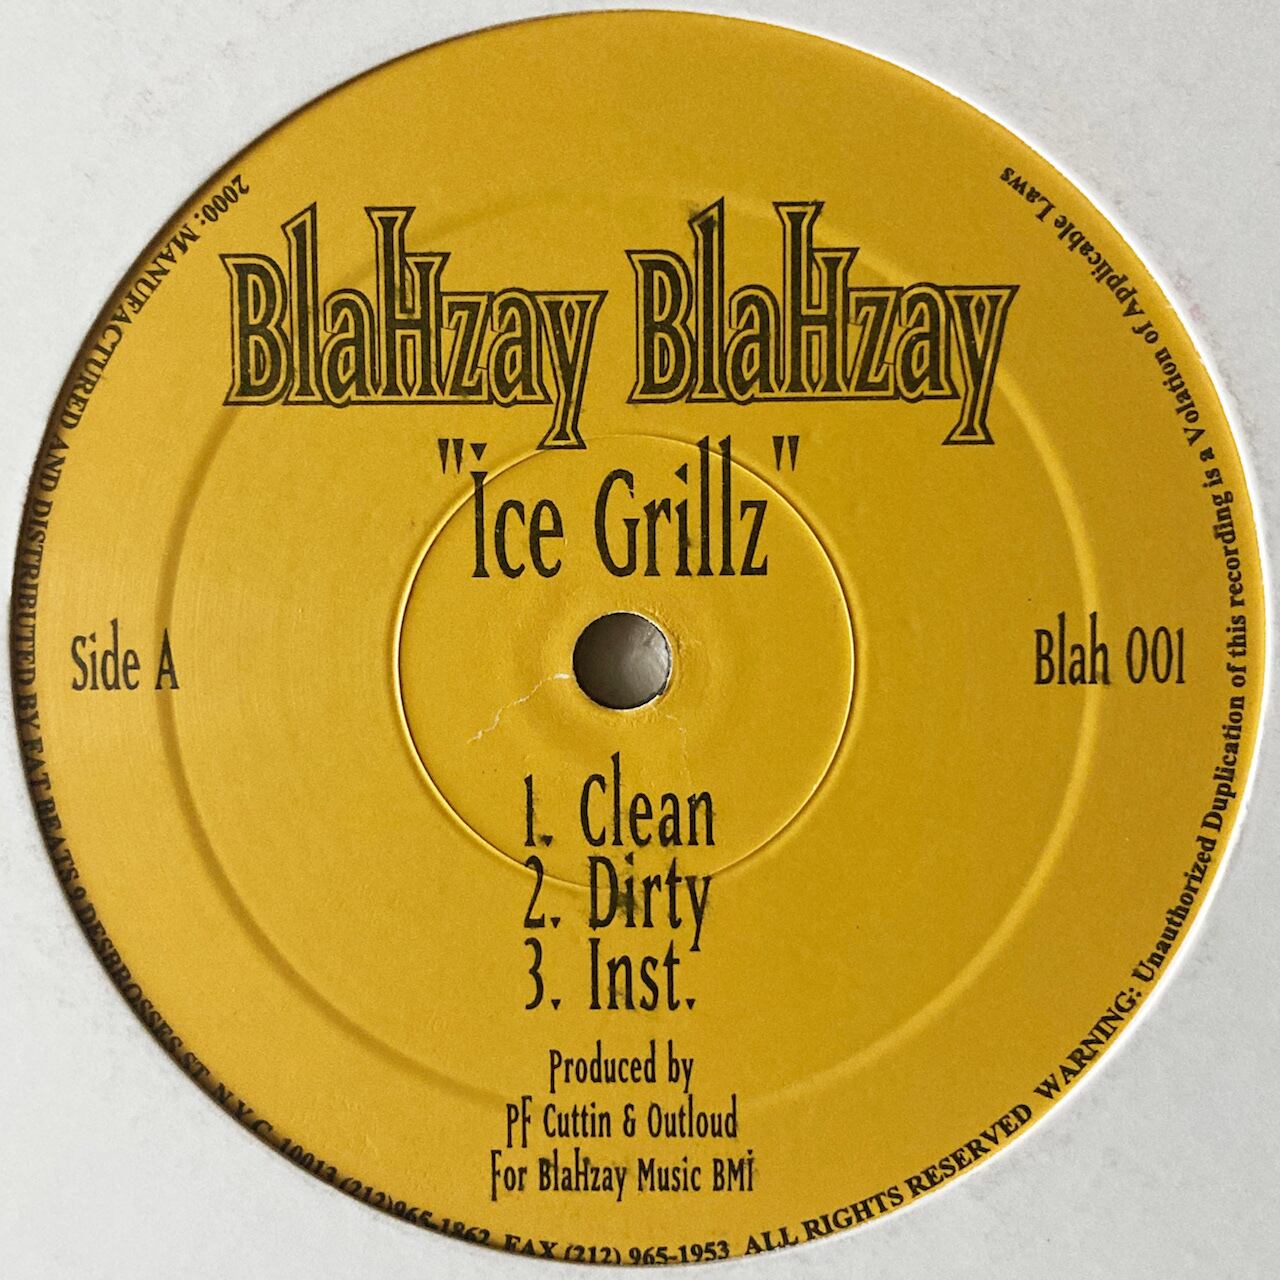 BlaHzay BlaHzay
"Ice Grillz"
Side A
Blah 001
1. Clean
2. Dirty
3. Inst.
Produced by
PF Cuttin & Outloud
For BlaHzay Music BMI
2000: MANUFACTURED AND DISTRIBUTED BY FAT BEATS 9 DESBROSSES ST. N.Y.C. 10013 (212)965-1862 FAX (212) 965-1953 ALL RIGHTS RESERVED WARNING: Unauthorized Duplication of this recording is a Volation of Applicable Laws